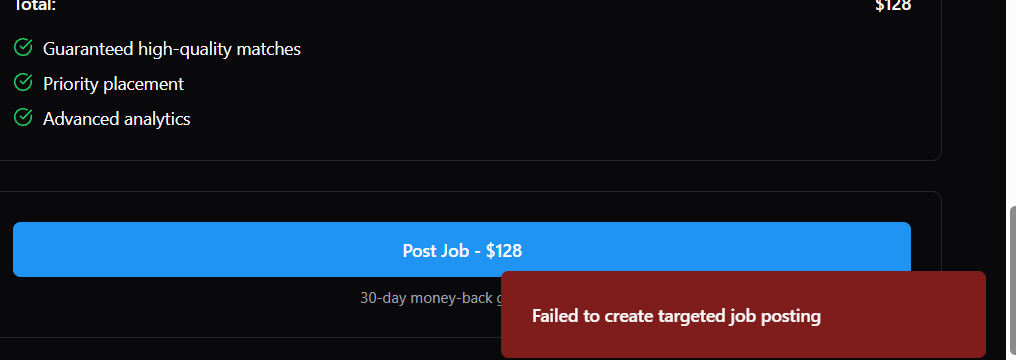 Total:
$128
Guaranteed high-quality matches
Priority placement
Advanced analytics
Post Job - $128
30-day money-back
Failed to create targeted job posting